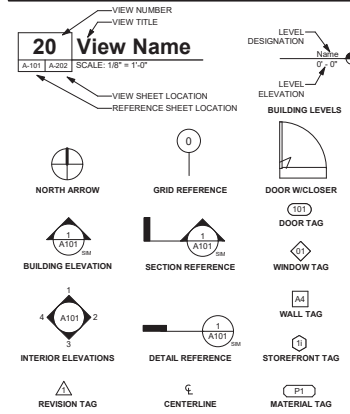 VIEW NUMBER
VIEW TITLE
20 View Name
A-101 A-202 SCALE: 1/8" = 1'-0"
VIEW SHEET LOCATION
REFERENCE SHEET LOCATION
LEVEL
DESIGNATION
Name
0' - 0"
LEVEL
ELEVATION
BUILDING LEVELS
NORTH ARROW
0
GRID REFERENCE
DOOR W/CLOSER
101
DOOR TAG
1
A101
SIM
BUILDING ELEVATION
1
A101
SIM
SECTION REFERENCE
01
WINDOW TAG
A4
WALL TAG
1
4 A101 2
3
INTERIOR ELEVATIONS
1
A101
SIM
DETAIL REFERENCE
1i
STOREFRONT TAG
1
REVISION TAG
℄
CENTERLINE
P1
MATERIAL TAG